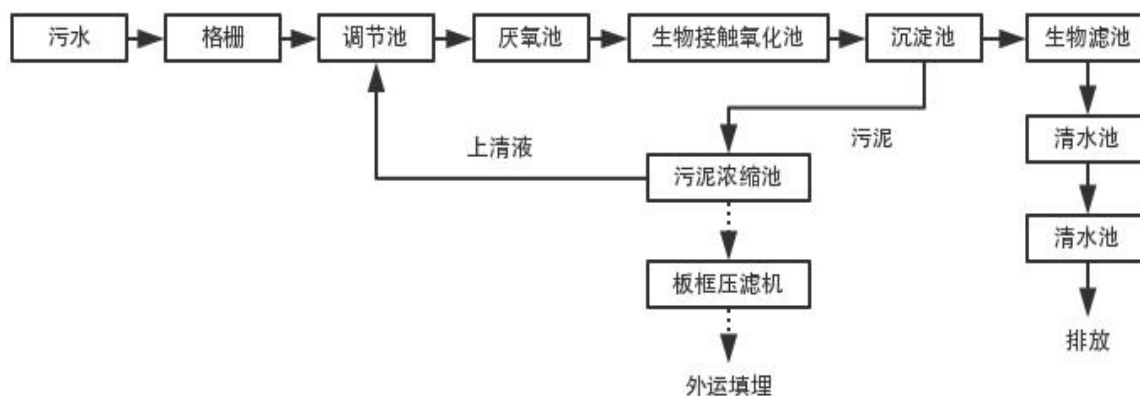 污水
格栅
调节池
厌氧池
生物接触氧化池
沉淀池
生物滤池
上清液
污泥
清水池
污泥浓缩池
清水池
板框压滤机
排放
外运填埋